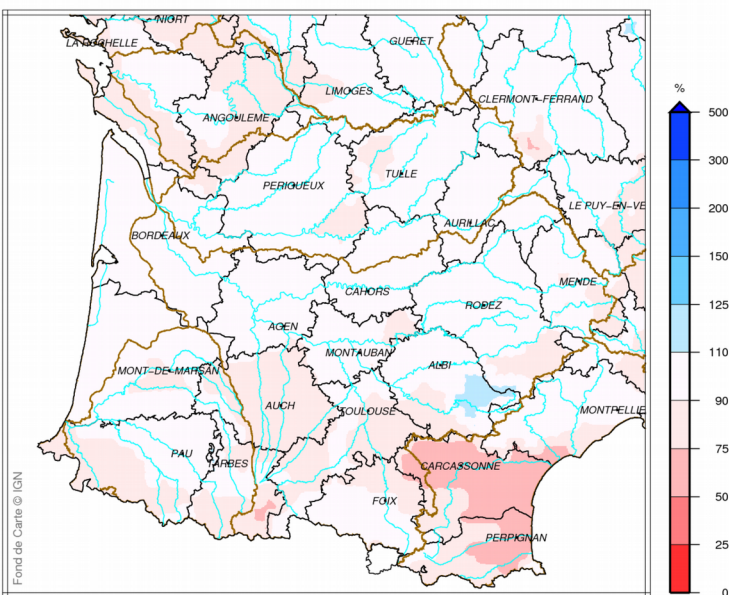 NIORT
LA ROCHELLE
GUERET
LIMOGES
CLERMONT-FERRAND
ANGOULEME
PERIGUEUX
TULLE
LE PUY-EN-VE
AURILLAC
BORDEAUX
MENDE
CAHORS
RODEZ
AGEN
MONTAUBAN
ALBI
MONT-DE-MARSAN
AUCH
TOULOUSE
MONTPELLIE
PAU
TARBES
CARCASSONNE
FOIX
PERPIGNAN
Fond de Carte © IGN
%
500
300
200
150
125
110
90
75
50
25
0